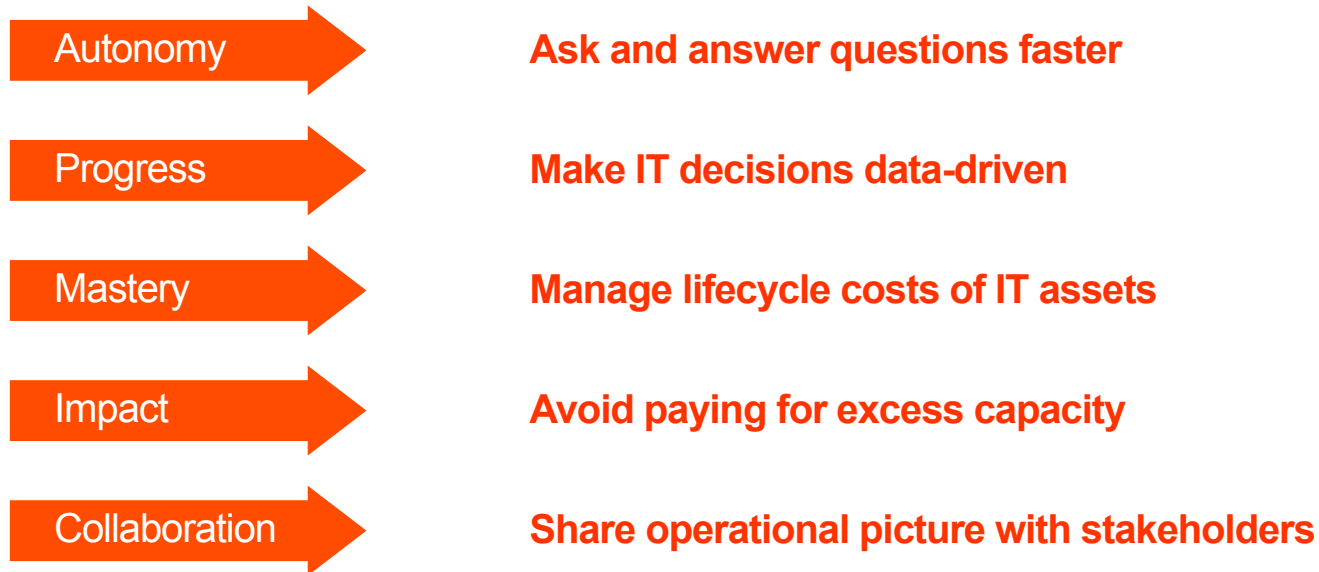 Autonomy
Ask and answer questions faster
Progress
Make IT decisions data-driven
Mastery
Manage lifecycle costs of IT assets
Impact
Avoid paying for excess capacity
Collaboration
Share operational picture with stakeholders